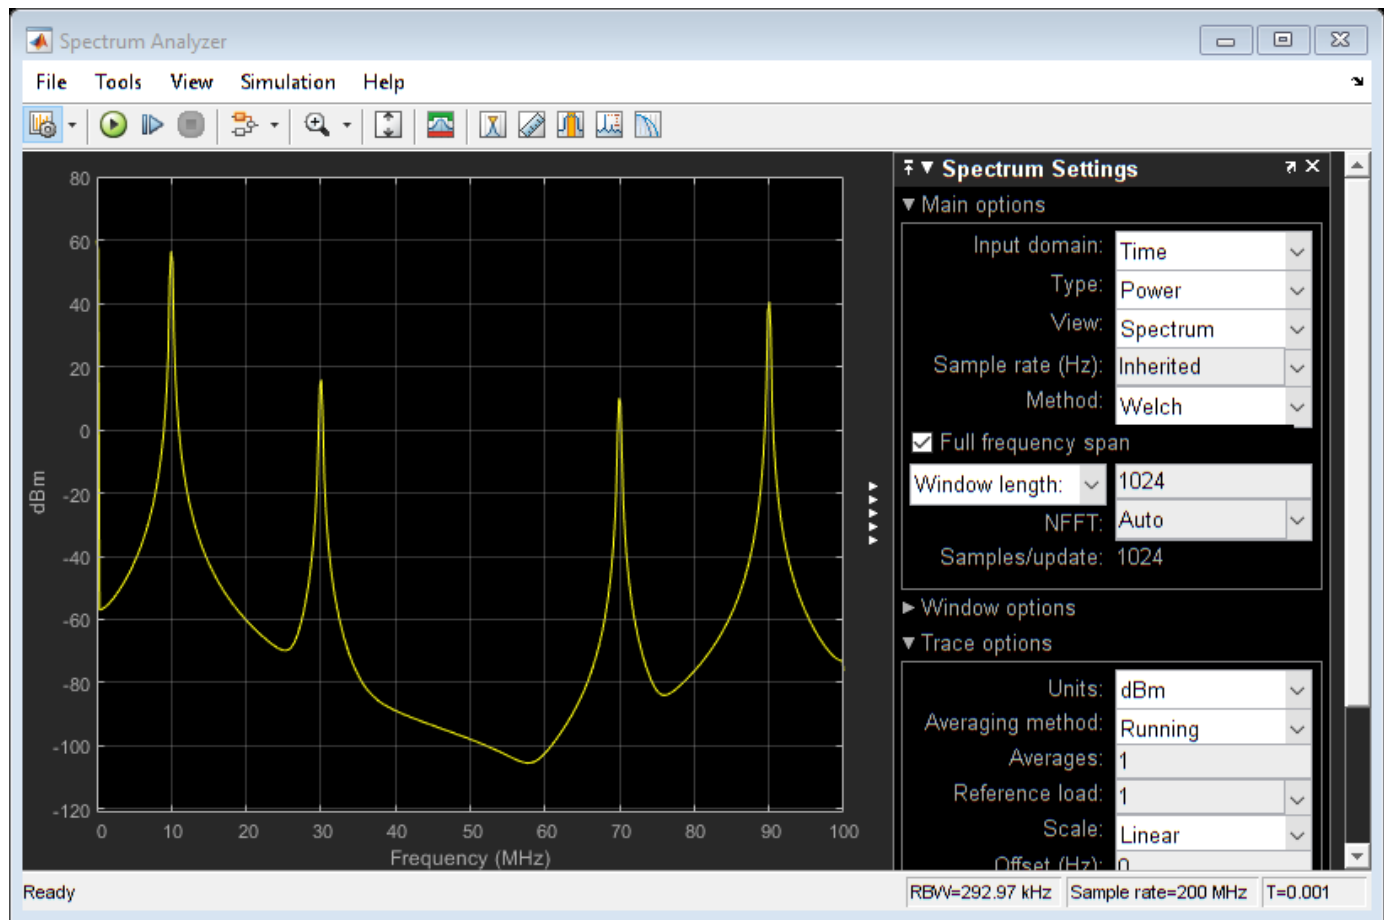 Spectrum Analyzer
File Tools View Simulation Help
80
60
40
20
0
-20
-40
-60
-80
-100
-120
dBm
0 10 20 30 40 50 60 70 80 90 100
Frequency (MHz)
Spectrum Settings
Main options
Input domain: Time
Type: Power
View: Spectrum
Sample rate (Hz): Inherited
Method: Welch
Full frequency span
Window length: 1024
NFFT: Auto
Samples/update: 1024
Window options
Trace options
Units: dBm
Averaging method: Running
Averages: 1
Reference load: 1
Scale: Linear
Offset (Hz): 0
Ready
RBW=292.97 kHz Sample rate=200 MHz T=0.001